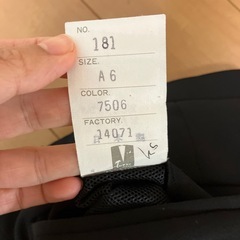 NO.
181
SIZE.
A6
COLOR.
7506
FACTORY.
14071